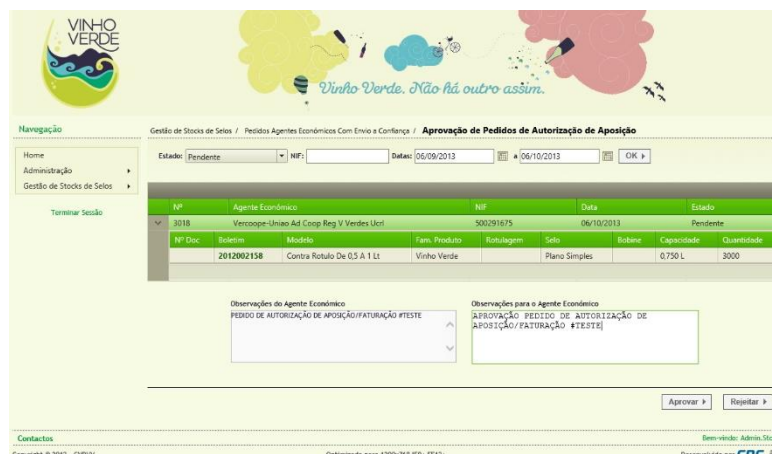 VINHO
VERDE
Vinho Verde. Não há outro assim.
Navegação
Gestão de Stocks de Selos / Pedidos Agentes Económicos Com Envio a Confiança / Aprovação de Pedidos de Autorização de Aposição
Home
Administração
Gestão de Stocks de Selos
Terminar Sessão
Estado: Pendente NIF: Datas: 06/09/2013 a 06/10/2013 OK
Nº Agente Económico NIF Data Estado
3018 Vercoope-Uniao Ad Coop Reg V Verdes Ucrl 500291675 06/10/2013 Pendente
Nº Doc Boletim Modelo Fam. Produto Rotulagem Selo Bobine Capacidade Quantidade
2012002158 Contra Rotulo De 0,5 A 1 Lt Vinho Verde Plano Simples 0,750 L 3000
Observações do Agente Económico Observações para o Agente Económico
PEDIDO DE AUTORIZAÇÃO DE APOSIÇÃO/FATURAÇÃO #TESTE
APROVAÇÃO PEDIDO DE AUTORIZAÇÃO DE
APOSIÇÃO/FATURAÇÃO #TESTE
Aprovar Rejeitar
Contactos Bem-vindo: